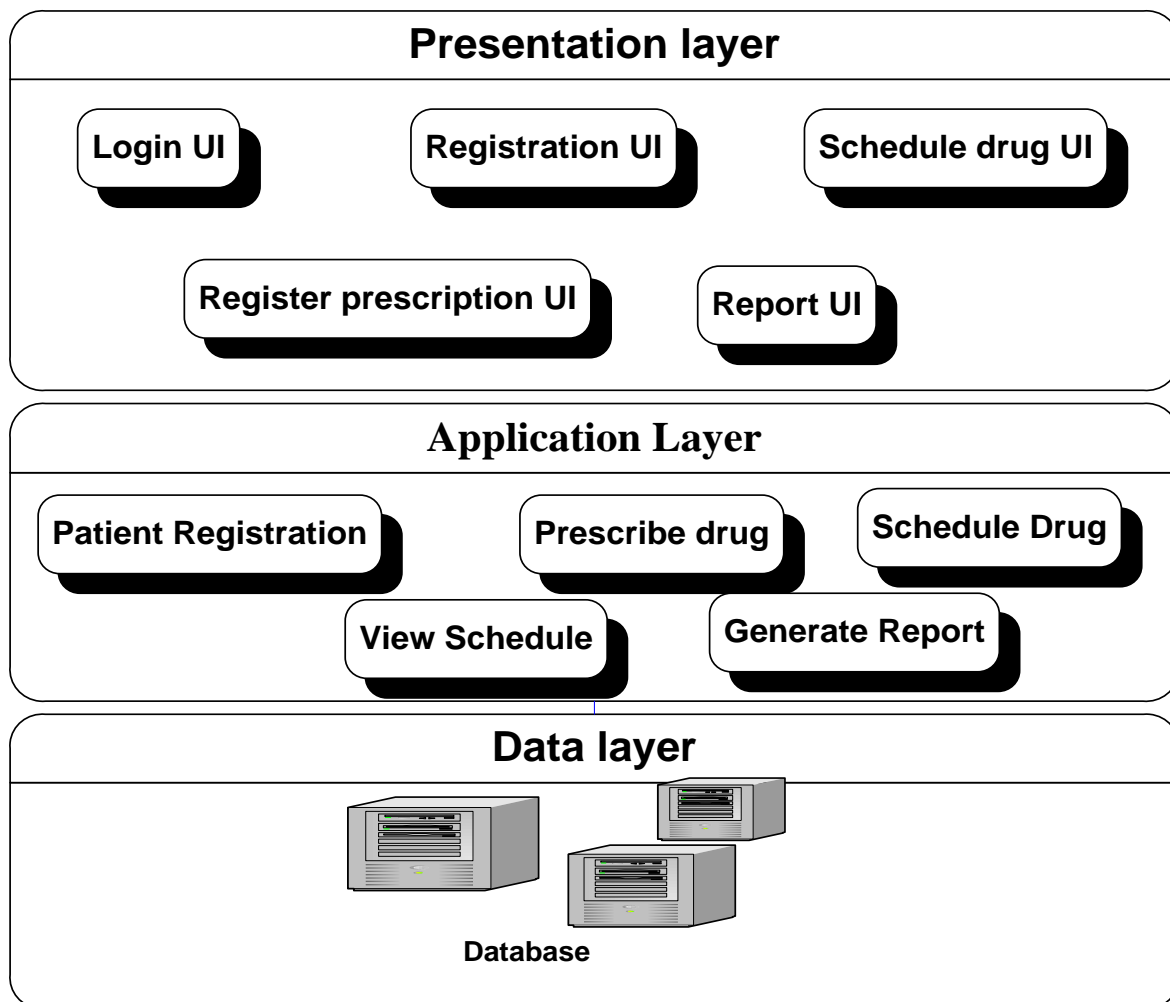 Presentation layer
Login UI
Registration UI
Schedule drug UI
Register prescription UI
Report UI
Application Layer
Patient Registration
Prescribe drug
Schedule Drug
View Schedule
Generate Report
Data layer
Database